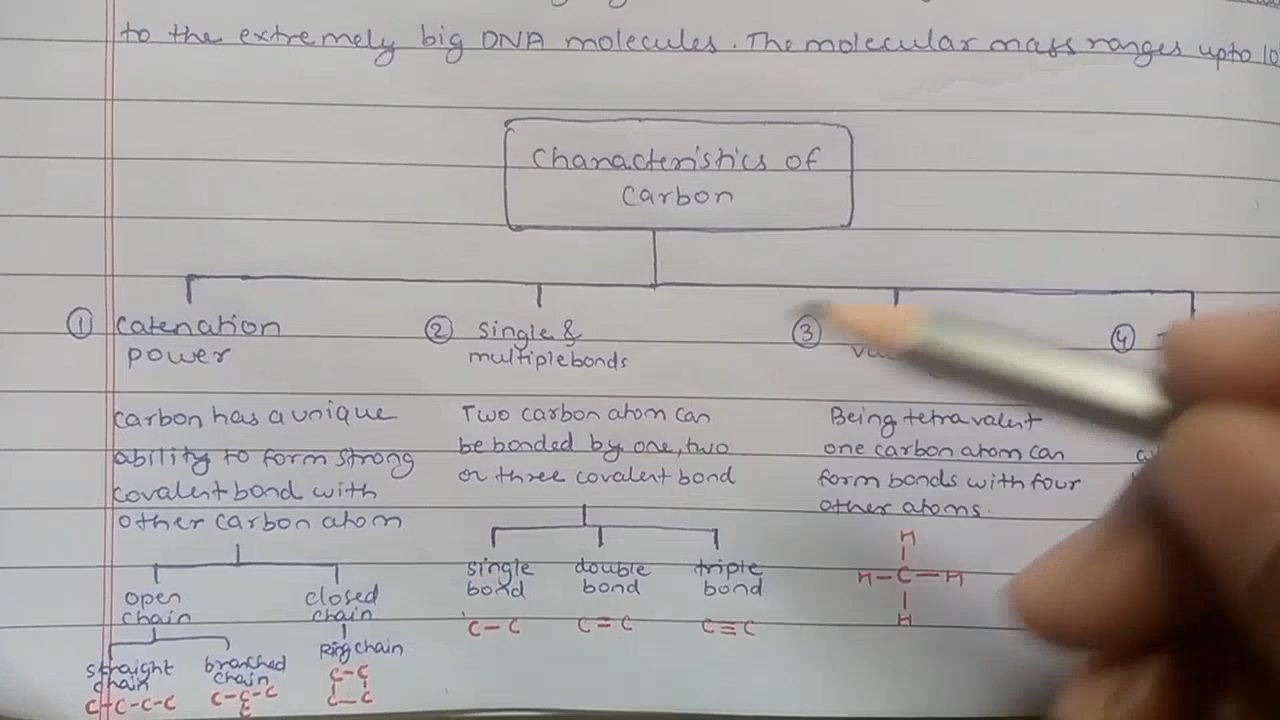 to the extremely big DNA molecules. The molecular mass ranges upto 10
Characteristics of
Carbon
① Catenation
power
② Single &
multiple bonds
③
④
Carbon has a unique
ability to form strong
covalent bond with
other carbon atom
Two carbon atom can
be bonded by one, two
or three covalent bond
Being tetravalent
one carbon atom can
form bonds with four
other atoms.
open
chain
closed
chain
straight
chain
C-C-C-C
branched
chain
C-C-C
C
Ring chain
C-C
C-C
single
bond
C-C
double
bond
C=C
triple
bond
C≡C
H
H-C-H
H